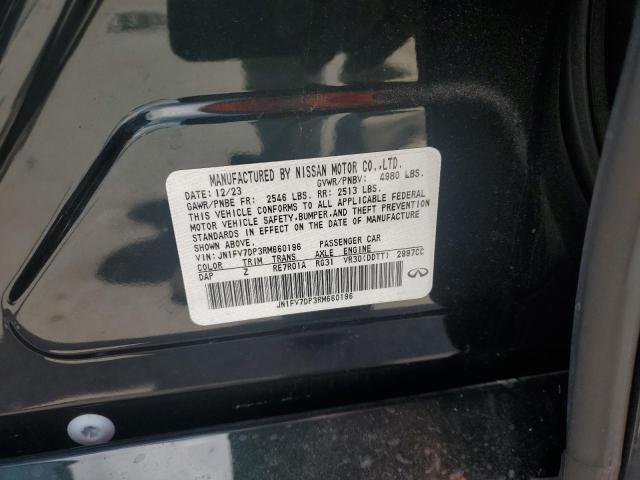 MANUFACTURED BY NISSAN MOTOR CO.,LTD.
DATE: 12/23 GVWR/PNBV: 4980 LBS.
GAWR/PNBE FR: 2546 LBS. RR: 2513 LBS.
THIS VEHICLE CONFORMS TO ALL APPLICABLE FEDERAL
MOTOR VEHICLE SAFETY,BUMPER,AND THEFT PREVENTION
STANDARDS IN EFFECT ON THE DATE OF MANUFACTURE
SHOWN ABOVE.
VIN: JN1FV7DP3RM660196 PASSENGER CAR
COLOR TRIM TRANS AXLE ENGINE
DAP Z RE7R01A RG31 VR30(DDTT) 2997CC
JN1FV7DP3RM660196